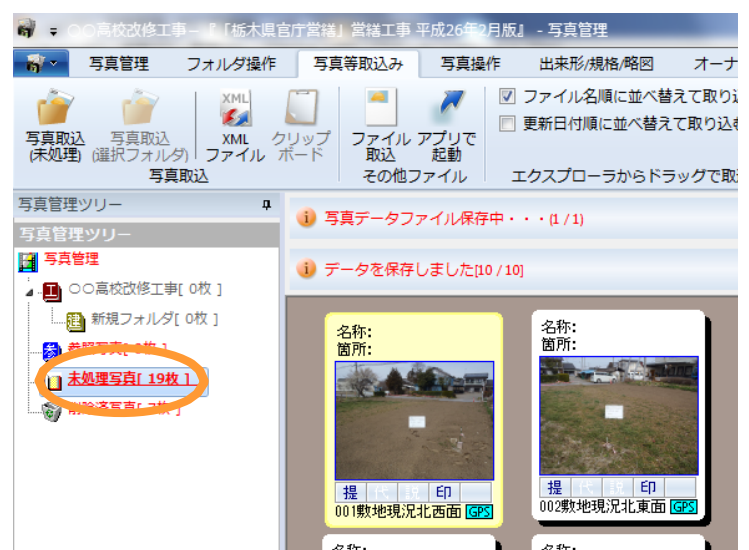 ○○高校改修工事－『「栃木県官庁営繕」営繕工事 平成26年2月版』 - 写真管理
写真管理 フォルダ操作 写真等取込み 写真操作 出来形/規格/略図 オーナ
写真取込
(未処理)
写真取込
(選択フォルダ)
XML
XML
ファイル
クリップ
ボード
写真取込
ファイル
取込
アプリで
起動
その他ファイル
ファイル名順に並べ替えて取り込
更新日付順に並べ替えて取り込む
エクスプローラからドラッグで取込
写真管理ツリー
写真管理ツリー
写真管理
○○高校改修工事[ 0枚 ]
新規フォルダ[ 0枚 ]
未処理写真[ 19枚 ]
写真データファイル保存中・・・(1 / 1)
データを保存しました[10 / 10]
名称:
箇所:
提 代 説 印
001敷地現況北西面 GPS
名称:
箇所:
提 代 説 印
002敷地現況北東面 GPS